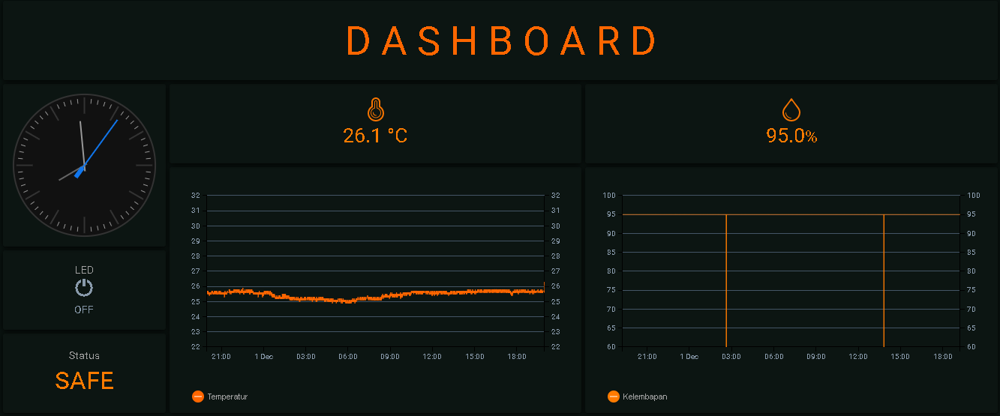 DASHBOARD
26.1 °C
95.0%
LED
OFF
Status
SAFE
32 32
31 31
30 30
29 29
28 28
27 27
26 26
25 25
24 24
23 23
22 22
21:00 1 Dec 03:00 06:00 09:00 12:00 15:00 18:00
Temperatur
100 100
95 95
90 90
85 85
80 80
75 75
70 70
65 65
60 60
21:00 1 Dec 03:00 06:00 09:00 12:00 15:00 18:00
Kelembapan